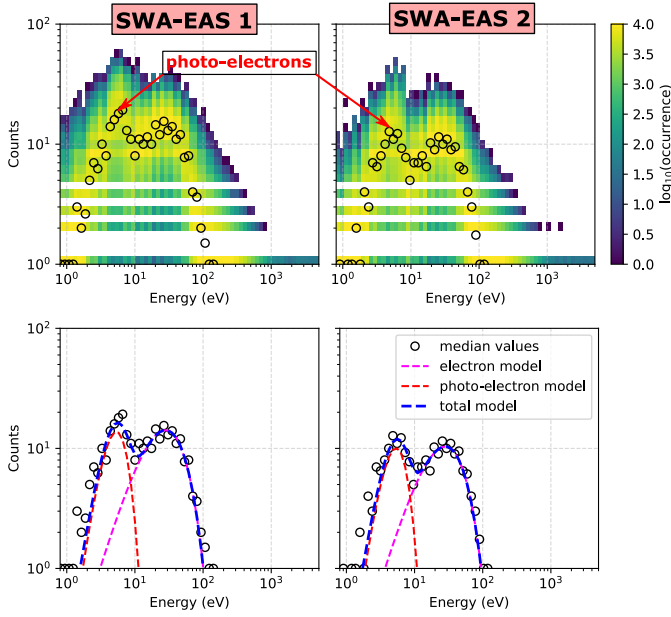 SWA-EAS 1
SWA-EAS 2
photo-electrons
10²
10¹
10⁰
Counts
10⁰ 10¹ 10² 10³
Energy (eV)
10⁰ 10¹ 10² 10³
Energy (eV)
4.0
3.5
3.0
2.5
2.0
1.5
1.0
0.5
0.0
log₁₀(occurrence)
10²
10¹
10⁰
Counts
10⁰ 10¹ 10² 10³
Energy (eV)
median values
electron model
photo-electron model
total model
10⁰ 10¹ 10² 10³
Energy (eV)